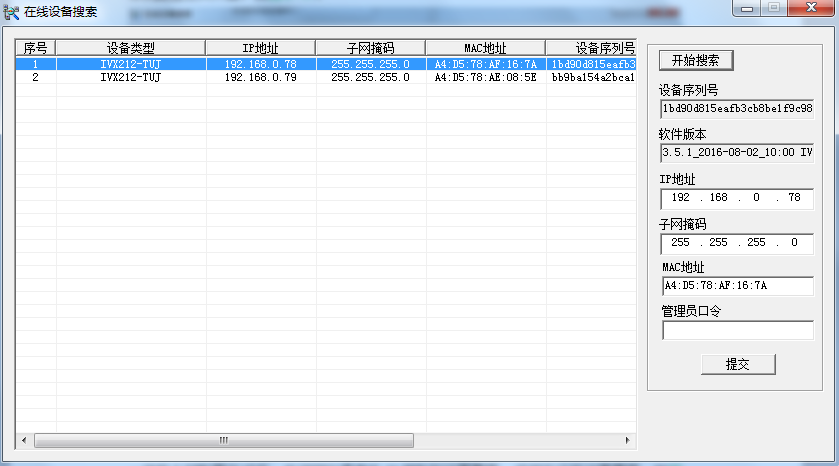 在线设备搜索
序号 设备类型 IP地址 子网掩码 MAC地址 设备序列号
1 IVX212-TUJ 192.168.0.78 255.255.255.0 A4:D5:78:AF:16:7A 1bd90d815eafb3
2 IVX212-TUJ 192.168.0.79 255.255.255.0 A4:D5:78:AE:08:5E bb9ba154a2bca1
开始搜索
设备序列号
1bd90d815eafb3cb8be1f9c98
软件版本
3.5.1_2016-08-02_10:00 IV
IP地址
192 . 168 . 0 . 78
子网掩码
255 . 255 . 255 . 0
MAC地址
A4:D5:78:AF:16:7A
管理员口令
提交